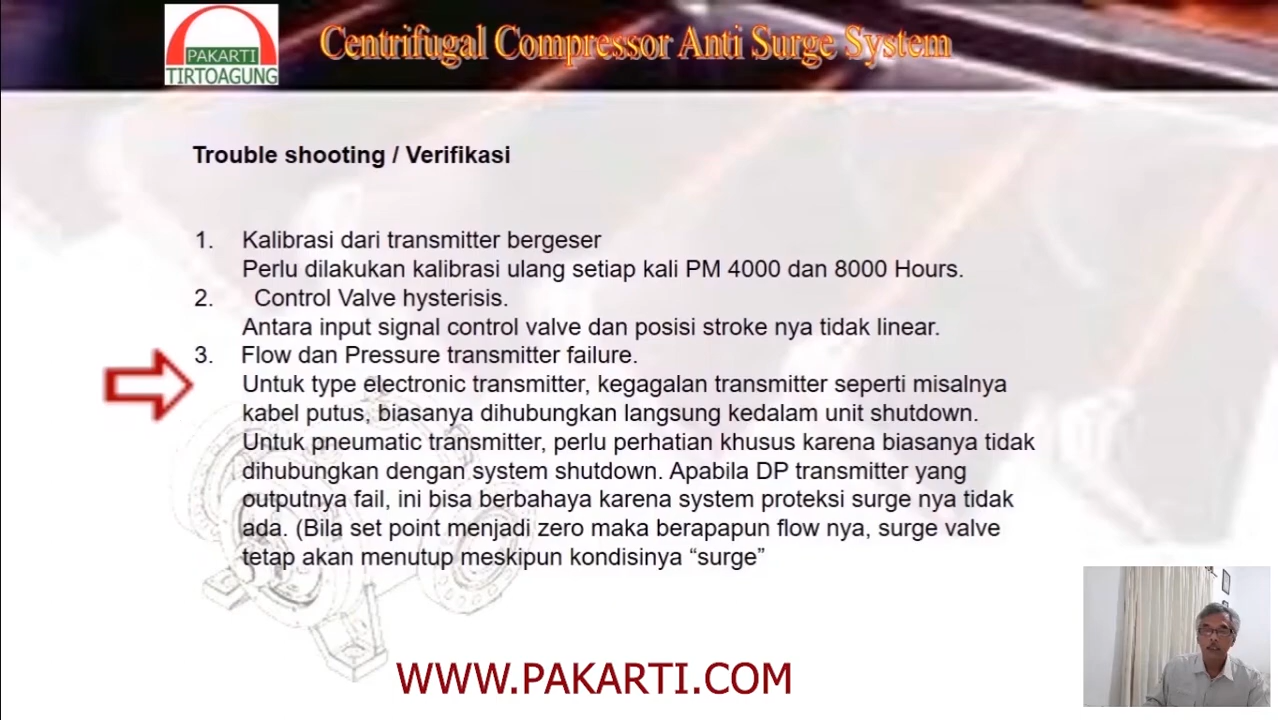 PAKARTI
TIRTOAGUNG
Centrifugal Compressor Anti Surge System
Trouble shooting / Verifikasi
1. Kalibrasi dari transmitter bergeser
Perlu dilakukan kalibrasi ulang setiap kali PM 4000 dan 8000 Hours.
2. Control Valve hysterisis.
Antara input signal control valve dan posisi stroke nya tidak linear.
3. Flow dan Pressure transmitter failure.
Untuk type electronic transmitter, kegagalan transmitter seperti misalnya
kabel putus, biasanya dihubungkan langsung kedalam unit shutdown.
Untuk pneumatic transmitter, perlu perhatian khusus karena biasanya tidak
dihubungkan dengan system shutdown. Apabila DP transmitter yang
outputnya fail, ini bisa berbahaya karena system proteksi surge nya tidak
ada. (Bila set point menjadi zero maka berapapun flow nya, surge valve
tetap akan menutup meskipun kondisinya “surge”
WWW.PAKARTI.COM